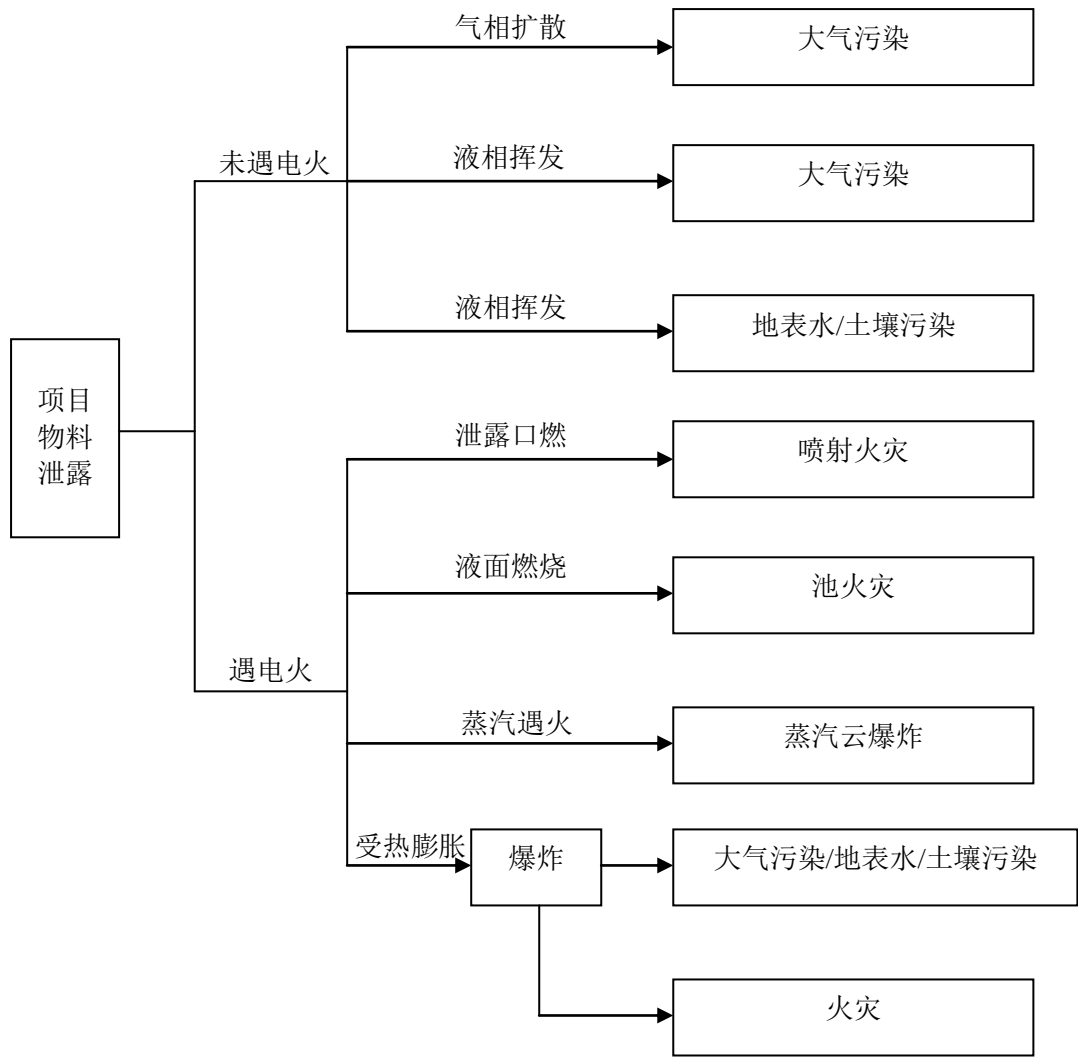 气相扩散
大气污染
未遇电火
液相挥发
大气污染
液相挥发
地表水/土壤污染
项目
物料
泄露
泄露口燃
喷射火灾
液面燃烧
池火灾
遇电火
蒸汽遇火
蒸汽云爆炸
受热膨胀
爆炸
大气污染/地表水/土壤污染
火灾